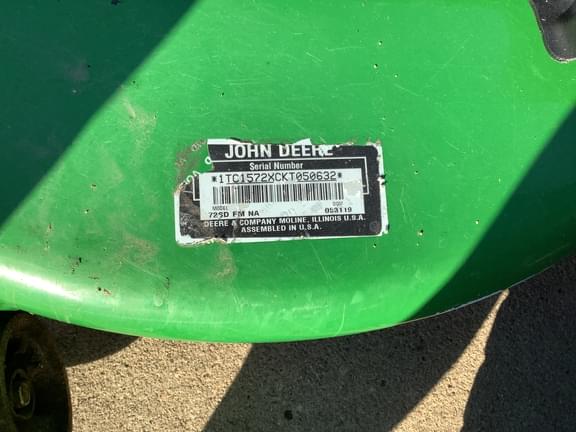 JOHN DEERE
Serial Number
*1TC1572XCKT050632*
MODEL
72SD FM NA 053119
DEERE & COMPANY MOLINE, ILLINOIS U.S.A.
ASSEMBLED IN U.S.A.